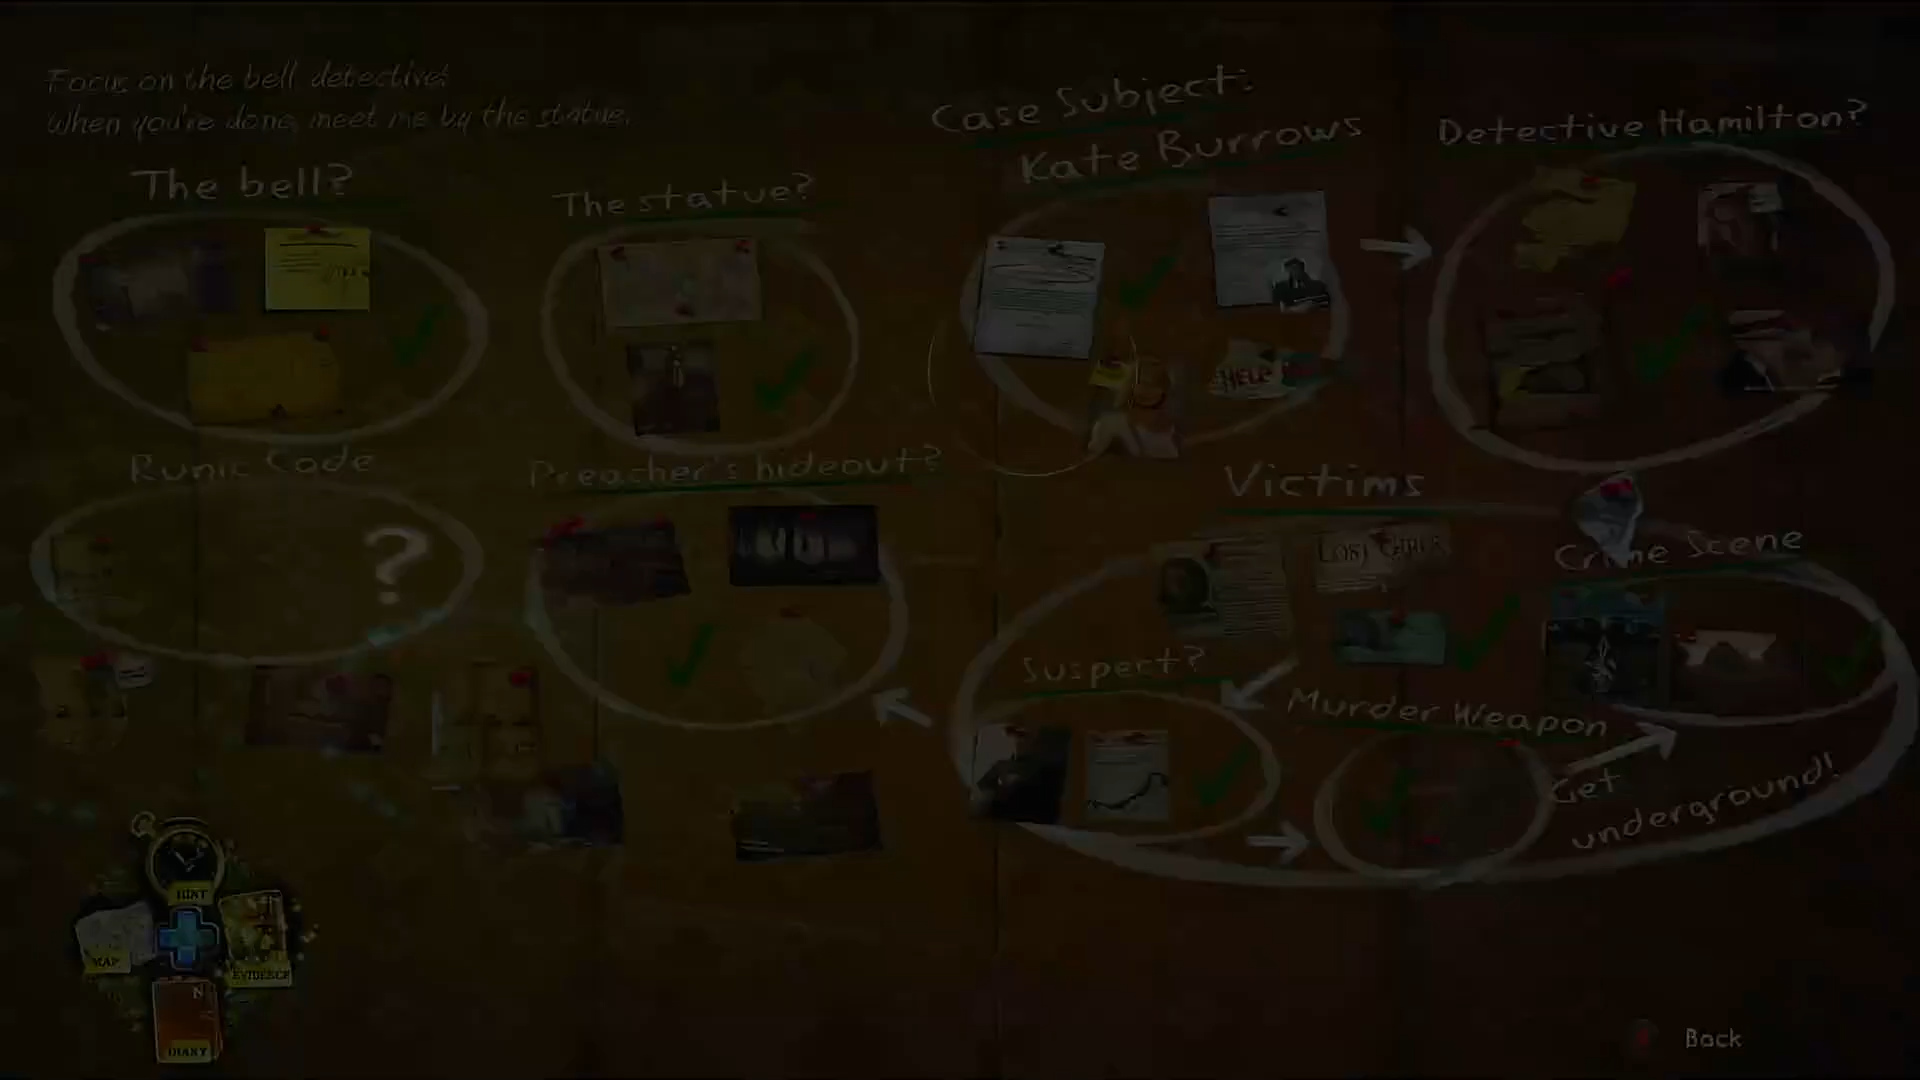 Focus on the bell, detective!
When you're done, meet me by the statue.
Case Subject:
Kate Burrows
Detective Hamilton?
The bell?
The statue?
HELP
Runic Code
Preacher's hideout?
Victims
LOST GIRLS
Crime Scene
Suspect?
Murder Weapon
Get
underground!
HINT
MAP
EVIDENCE
N
DIARY
Back